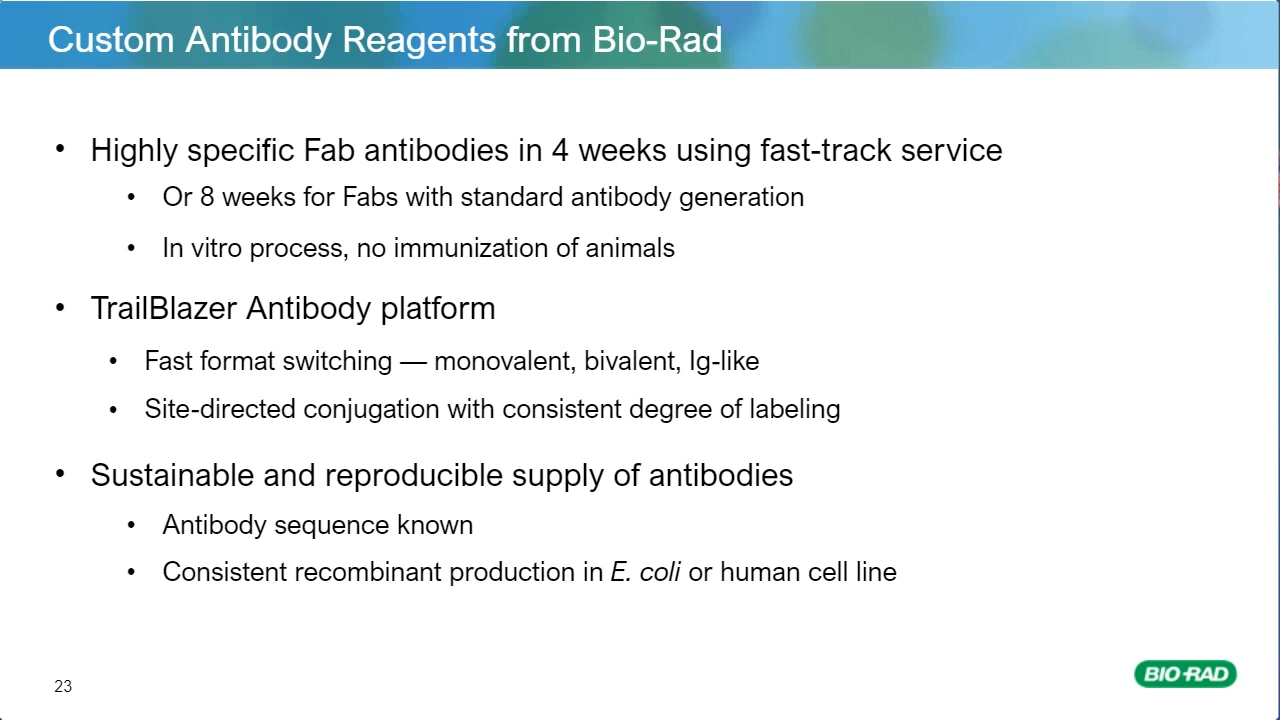 Custom Antibody Reagents from Bio-Rad
• Highly specific Fab antibodies in 4 weeks using fast-track service
• Or 8 weeks for Fabs with standard antibody generation
• In vitro process, no immunization of animals
• TrailBlazer Antibody platform
• Fast format switching — monovalent, bivalent, Ig-like
• Site-directed conjugation with consistent degree of labeling
• Sustainable and reproducible supply of antibodies
• Antibody sequence known
• Consistent recombinant production in E. coli or human cell line
23
BIO-RAD